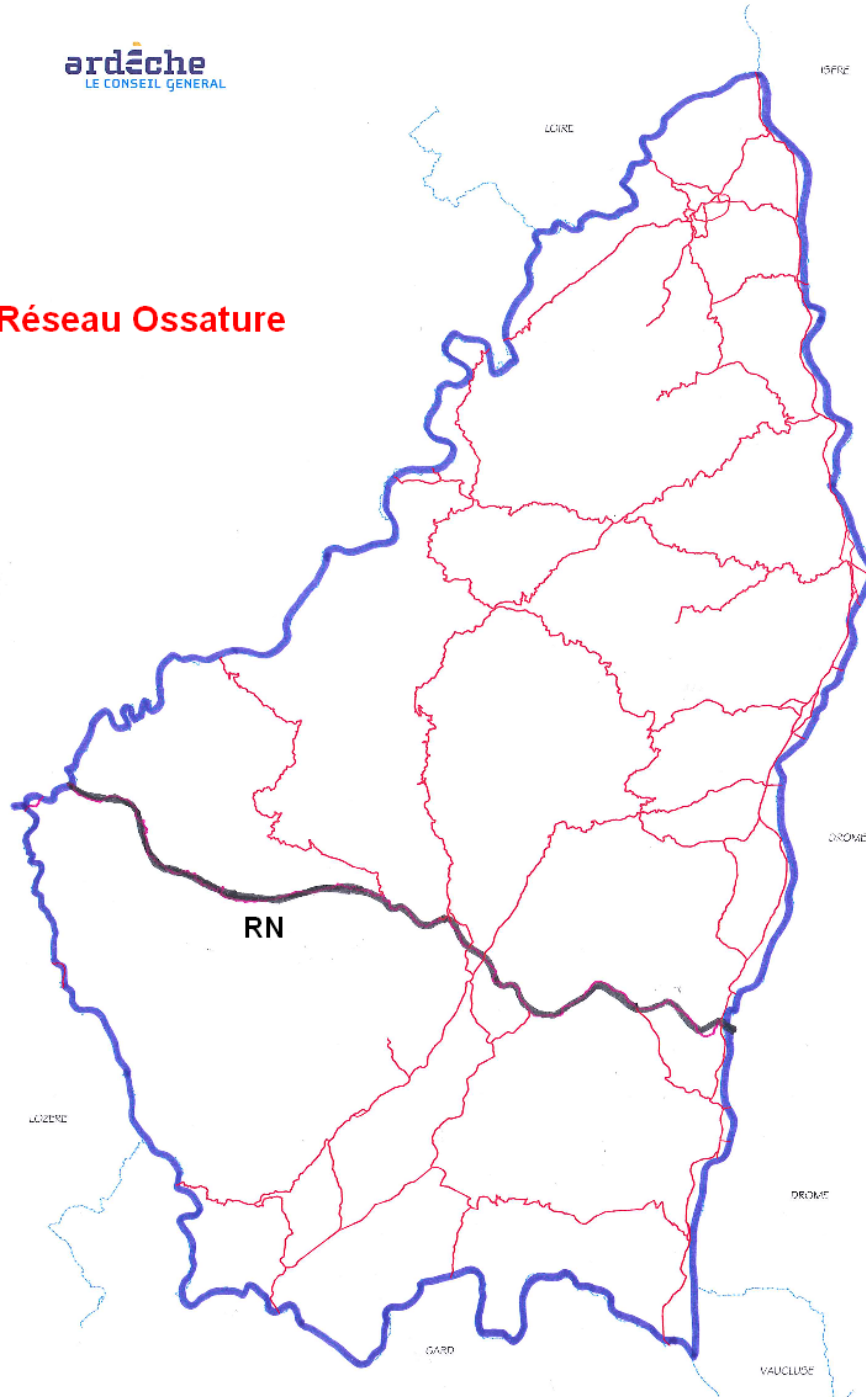 ardèche
LE CONSEIL GENERAL
ISERE
LOIRE
Réseau Ossature
DROME
RN
LOZERE
DROME
GARD
VAUCLUSE